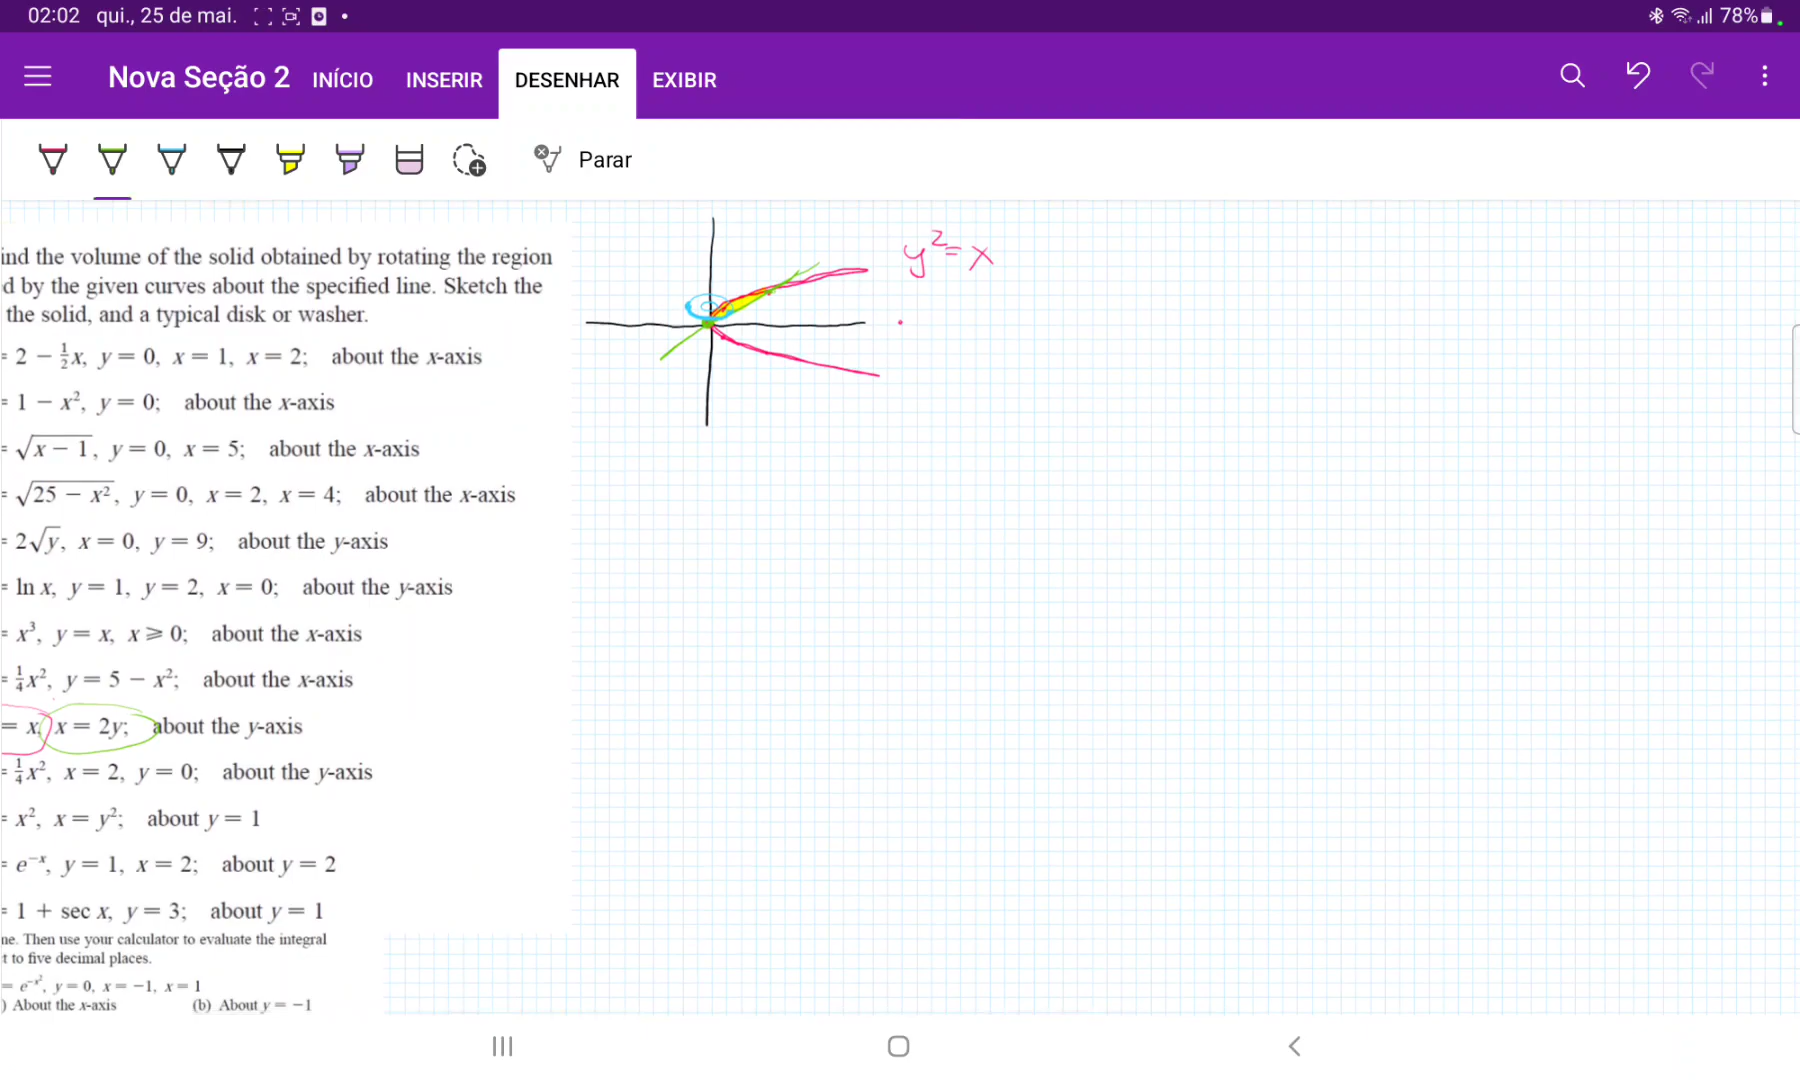 02:02 qui., 25 de mai. 78%
Nova Seção 2 INÍCIO INSERIR DESENHAR EXIBIR
Parar
y² = x
ind the volume of the solid obtained by rotating the region
d by the given curves about the specified line. Sketch the
the solid, and a typical disk or washer.
= 2 − ½x, y = 0, x = 1, x = 2; about the x-axis
= 1 − x², y = 0; about the x-axis
= √(x − 1), y = 0, x = 5; about the x-axis
= √(25 − x²), y = 0, x = 2, x = 4; about the x-axis
= 2√y, x = 0, y = 9; about the y-axis
= ln x, y = 1, y = 2, x = 0; about the y-axis
= x³, y = x, x ⩾ 0; about the x-axis
= ¼x², y = 5 − x²; about the x-axis
= x, x = 2y; about the y-axis
= ¼x², x = 2, y = 0; about the y-axis
= x², x = y²; about y = 1
= e⁻ˣ, y = 1, x = 2; about y = 2
= 1 + sec x, y = 3; about y = 1
ne. Then use your calculator to evaluate the integral
t to five decimal places.
= e^(−x²), y = 0, x = −1, x = 1
) About the x-axis (b) About y = −1